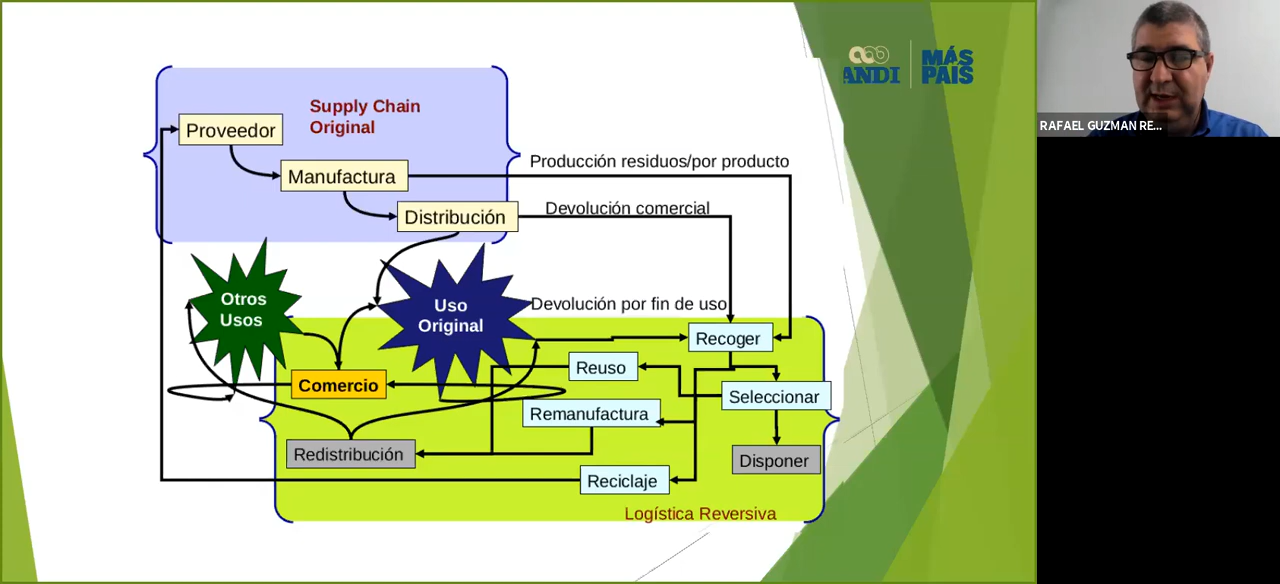 ANDI
MÁS
PAÍS
RAFAEL GUZMAN RE...
Supply Chain
Original
Proveedor
Manufactura
Distribución
Producción residuos/por producto
Devolución comercial
Otros
Usos
Uso
Original
Devolución por fin de uso
Recoger
Reuso
Comercio
Seleccionar
Remanufactura
Redistribución
Disponer
Reciclaje
Logística Reversiva